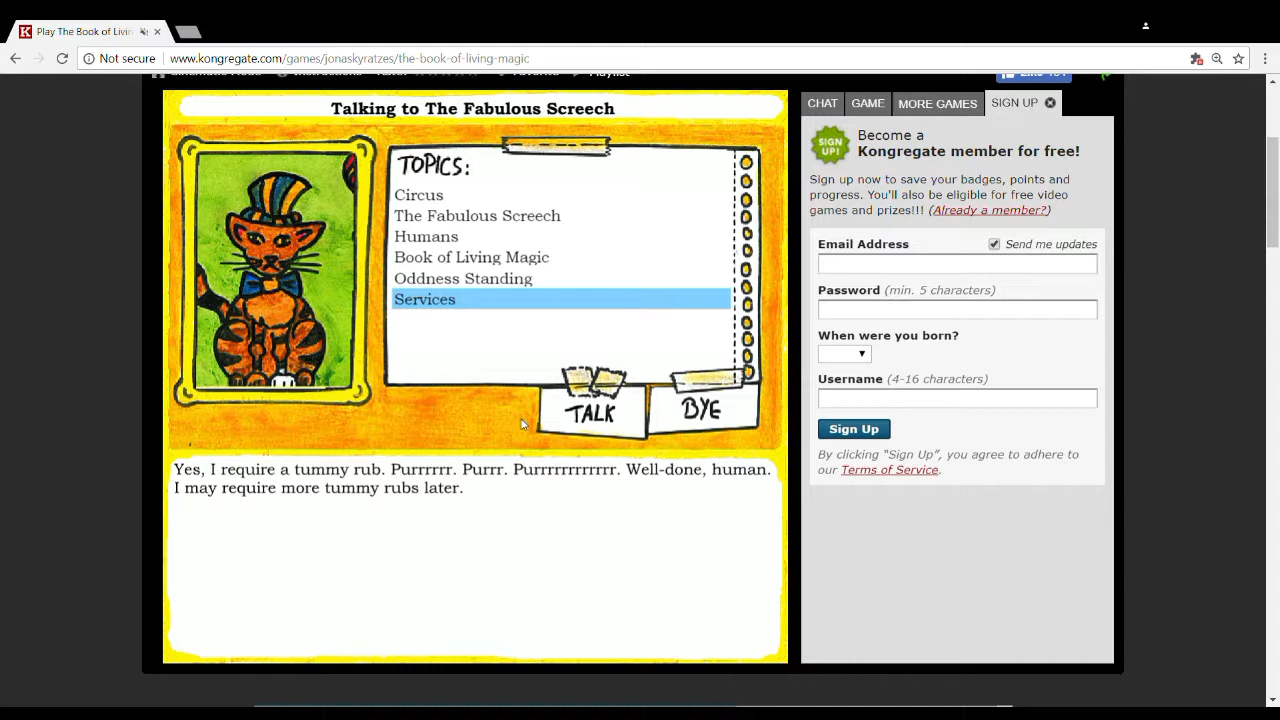 Play The Book of Livin
Not secure
www.kongregate.com/games/jonaskyratzes/the-book-of-living-magic
Talking to The Fabulous Screech
TOPICS:
Circus
The Fabulous Screech
Humans
Book of Living Magic
Oddness Standing
Services
TALK
BYE
Yes, I require a tummy rub. Purrrrrr. Purrr. Purrrrrrrrrrrr. Well-done, human.
I may require more tummy rubs later.
CHAT
GAME
MORE GAMES
SIGN UP
SIGN UP!
Become a
Kongregate member for free!
Sign up now to save your badges, points and
progress. You'll also be eligible for free video
games and prizes!!! (Already a member?)
Email Address
Send me updates
Password (min. 5 characters)
When were you born?
Username (4-16 characters)
Sign Up
By clicking "Sign Up", you agree to adhere to
our Terms of Service.